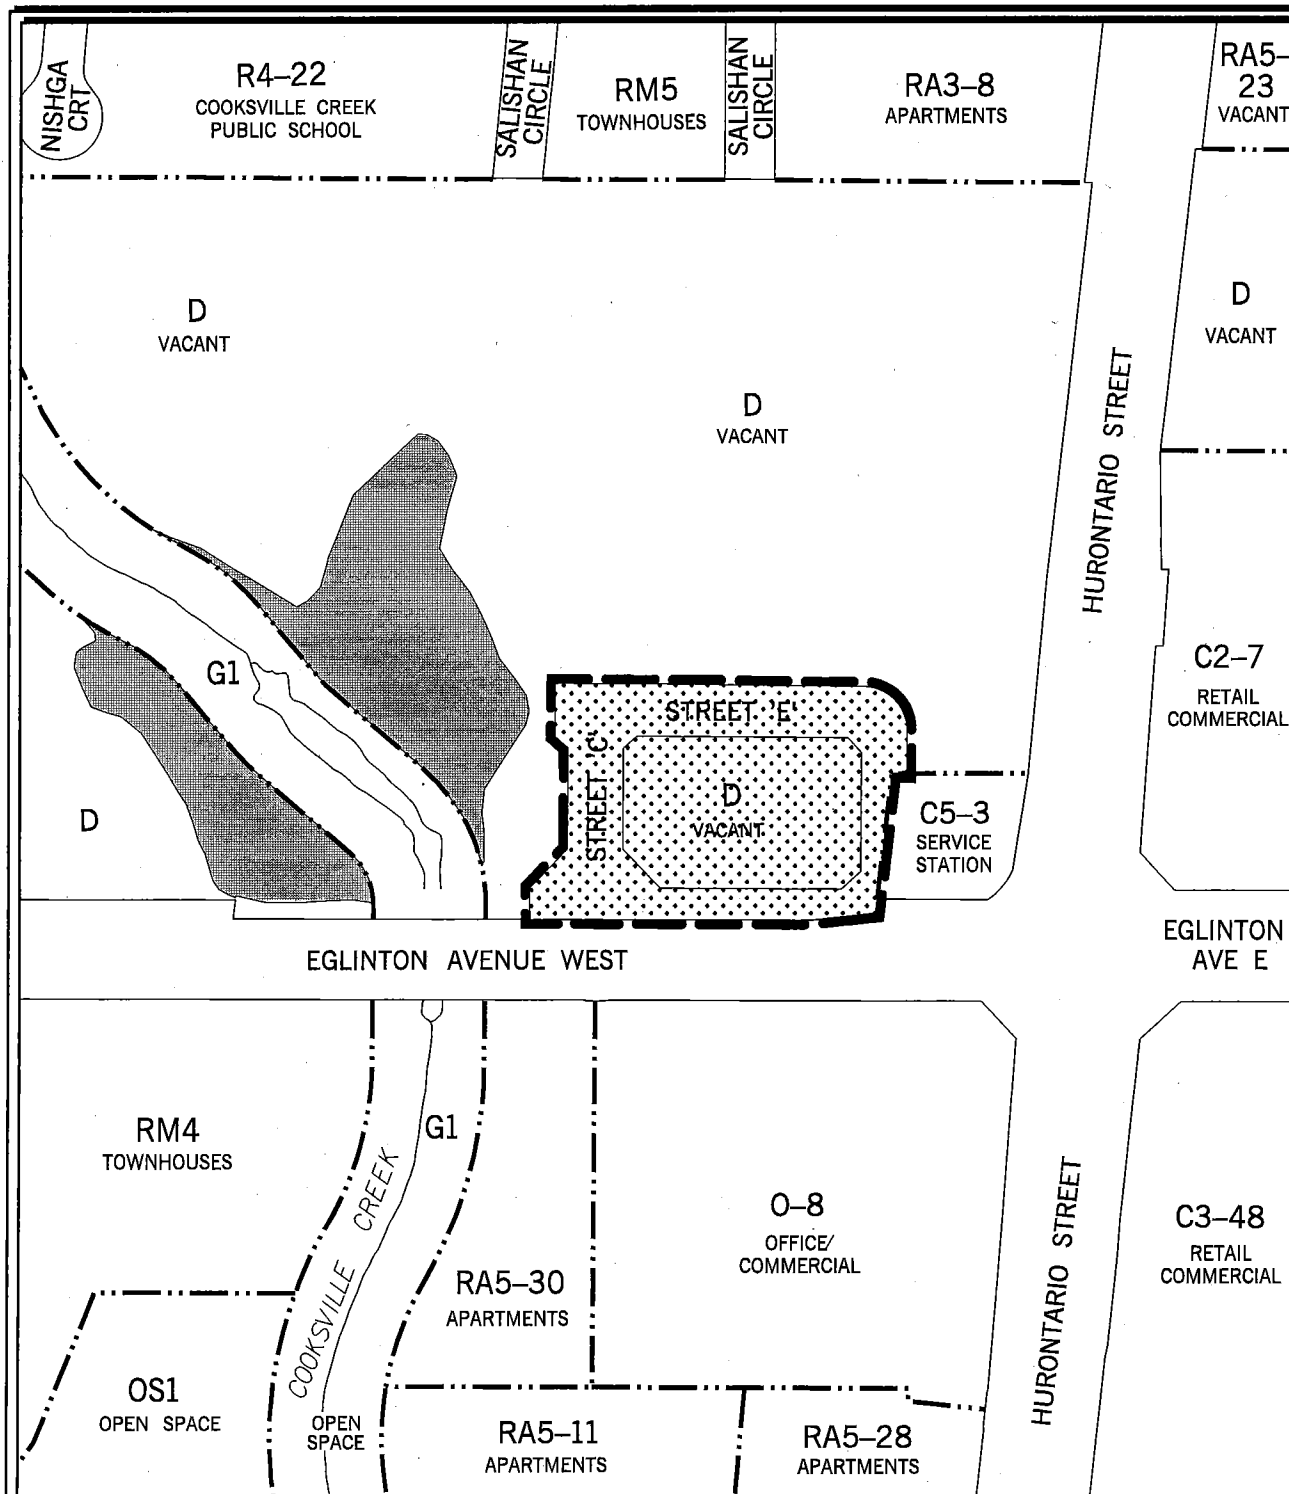 NISHGA
CRT
R4–22
COOKSVILLE CREEK
PUBLIC SCHOOL
SALISHAN
CIRCLE
RM5
TOWNHOUSES
SALISHAN
CIRCLE
RA3–8
APARTMENTS
RA5–
23
VACANT
D
VACANT
D
VACANT
D
VACANT
HURONTARIO STREET
G1
C2–7
RETAIL
COMMERCIAL
STREET 'E'
STREET 'C'
D
VACANT
D
C5–3
SERVICE
STATION
EGLINTON AVENUE WEST
EGLINTON
AVE E
RM4
TOWNHOUSES
G1
COOKSVILLE CREEK
O–8
OFFICE/
COMMERCIAL
HURONTARIO STREET
C3–48
RETAIL
COMMERCIAL
RA5–30
APARTMENTS
OS1
OPEN SPACE
OPEN
SPACE
RA5–11
APARTMENTS
RA5–28
APARTMENTS